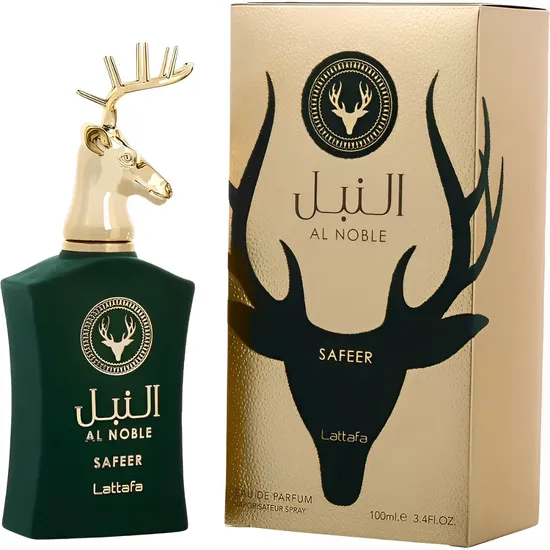 النبل
AL NOBLE
SAFEER
Lattafa
النبل
AL NOBLE
SAFEER
Lattafa
EAU DE PARFUM
VAPORISATEUR SPRAY
100ml.e 3.4FL.OZ.